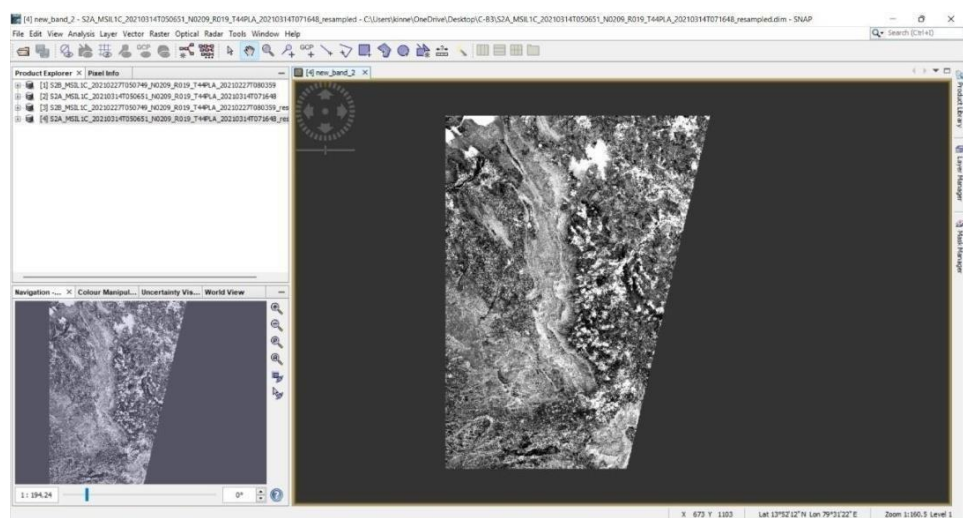 [4] new_band_2 - S2A_MSIL1C_20210314T050651_N0209_R019_T44PLA_20210314T071648_resampled - C:\Users\kinne\OneDrive\Desktop\C-B3\S2A_MSIL1C_20210314T050651_N0209_R019_T44PLA_20210314T071648_resampled.dim - SNAP
File Edit View Analysis Layer Vector Raster Optical Radar Tools Window Help
Search (Ctrl+I)
GCP
GCP
Product Explorer × Pixel Info
[4] new_band_2 ×
[1] S2B_MSIL1C_20210227T050749_N0209_R019_T44PLA_20210227T080359
[2] S2A_MSIL1C_20210314T050651_N0209_R019_T44PLA_20210314T071648
[3] S2B_MSIL1C_20210227T050749_N0209_R019_T44PLA_20210227T080359_res
[4] S2A_MSIL1C_20210314T050651_N0209_R019_T44PLA_20210314T071648_res
Product Library
Layer Manager
Mask Manager
Navigation -... × Colour Manipul... Uncertainty Vis... World View
1 : 194.24
0°
X 673 Y 1103 Lat 13°52'12" N Lon 79°31'22" E Zoom 1:160.5 Level 1